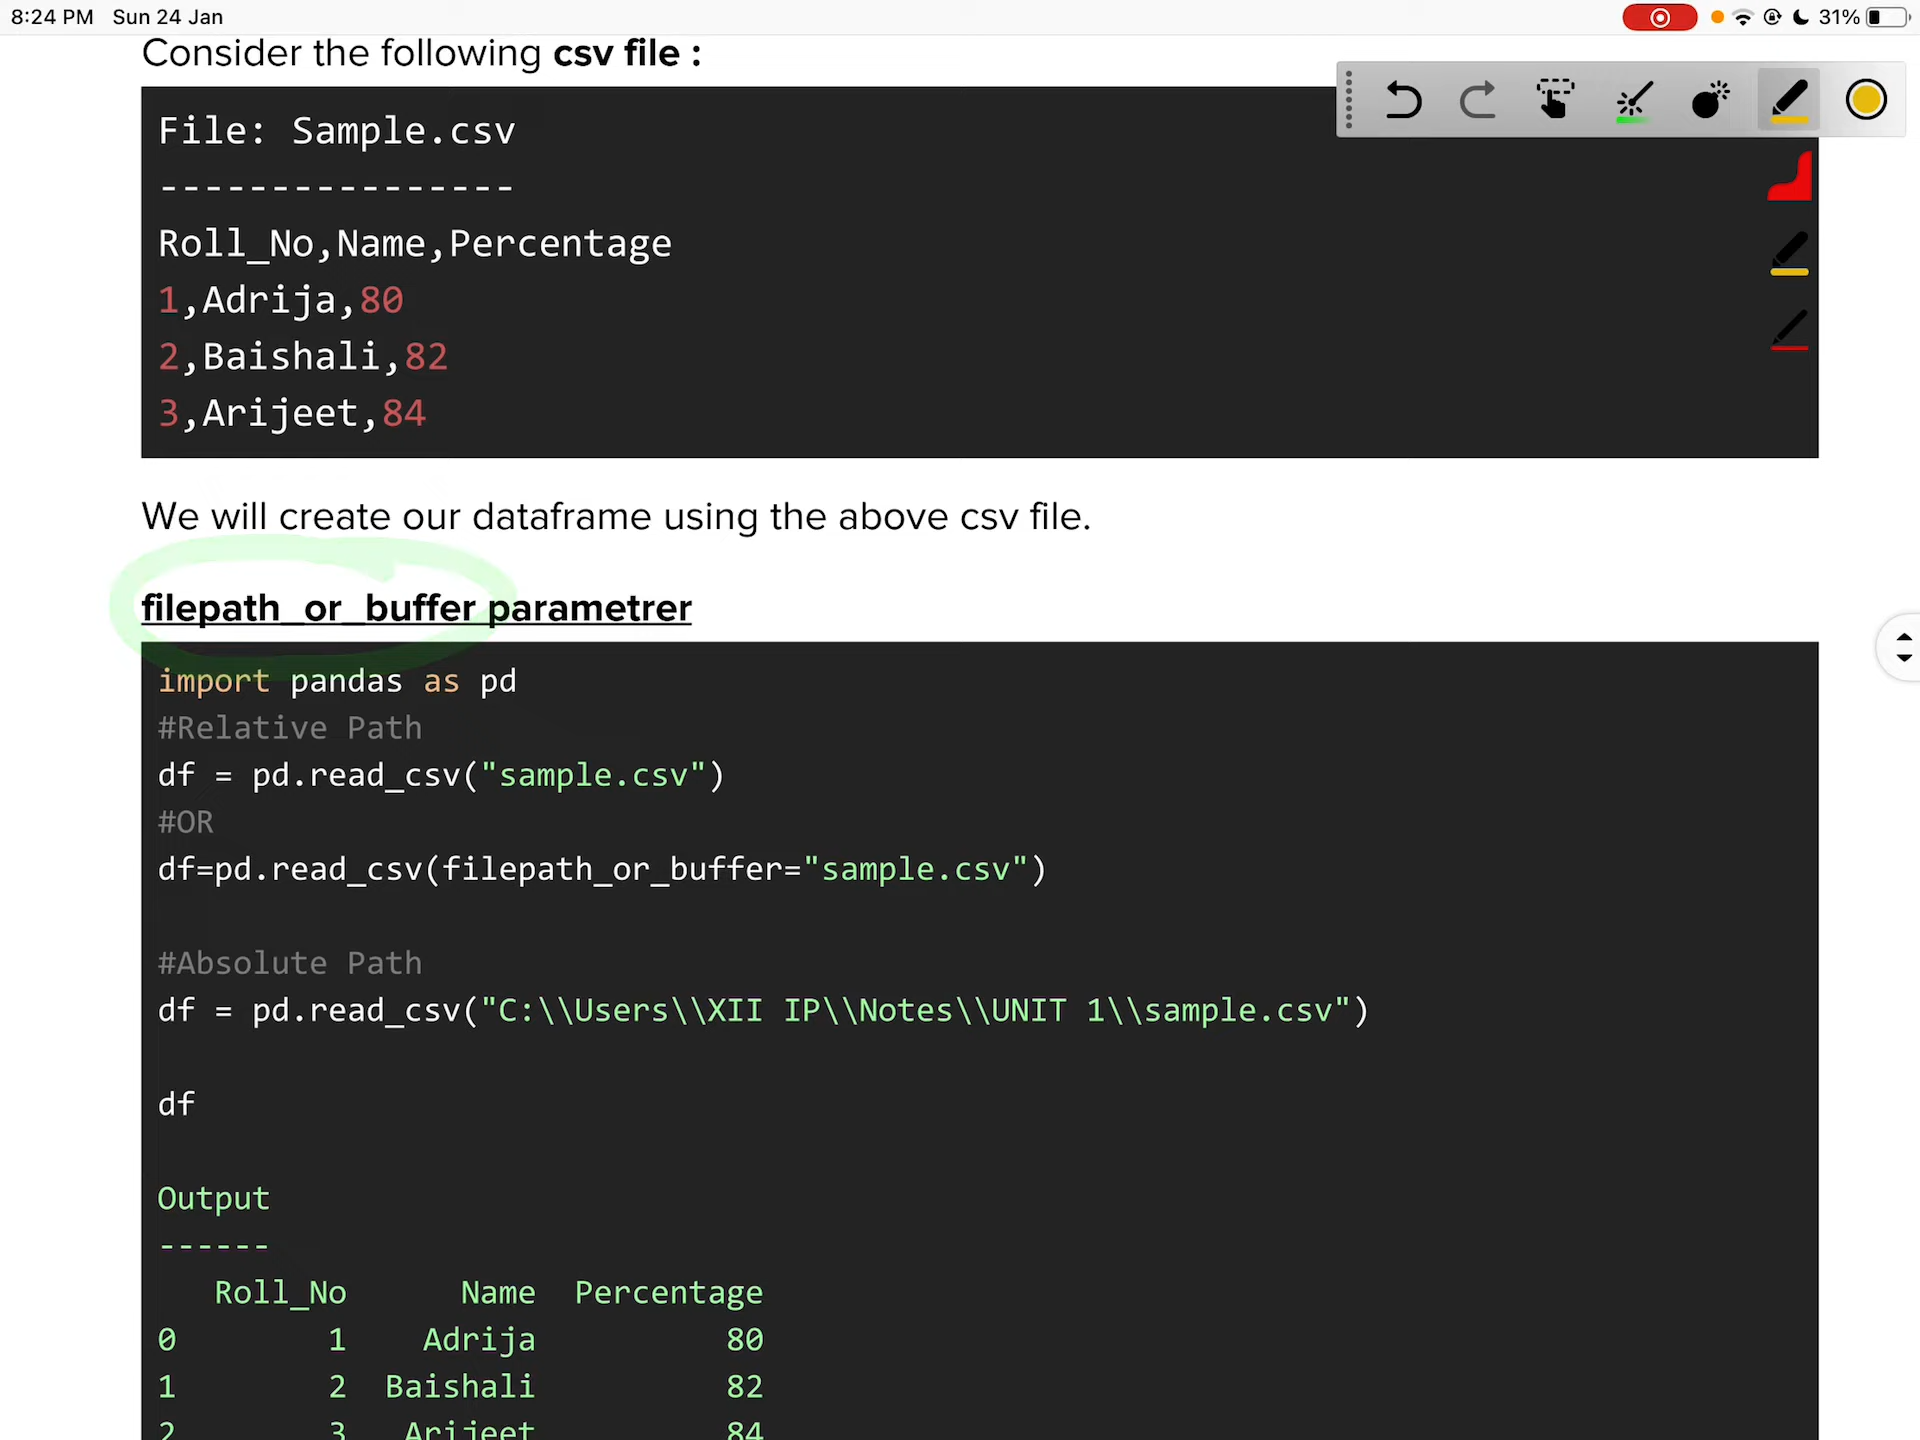 8:24 PM Sun 24 Jan
31%
Consider the following csv file :
File: Sample.csv
----------------
Roll_No,Name,Percentage
1,Adrija,80
2,Baishali,82
3,Arijeet,84
We will create our dataframe using the above csv file.
filepath_or_buffer parametrer
import pandas as pd
#Relative Path
df = pd.read_csv("sample.csv")
#OR
df=pd.read_csv(filepath_or_buffer="sample.csv")
#Absolute Path
df = pd.read_csv("C:\\Users\\XII IP\\Notes\\UNIT 1\\sample.csv")
df
Output
------
Roll_No Name Percentage
0 1 Adrija 80
1 2 Baishali 82
2 3 Arijeet 84